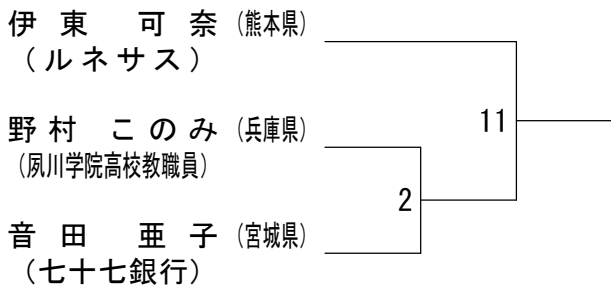 伊東 可奈 (熊本県)
(ルネサス)
11
野村 このみ (兵庫県)
(夙川学院高校教職員)
2
音田 亜子 (宮城県)
(七十七銀行)